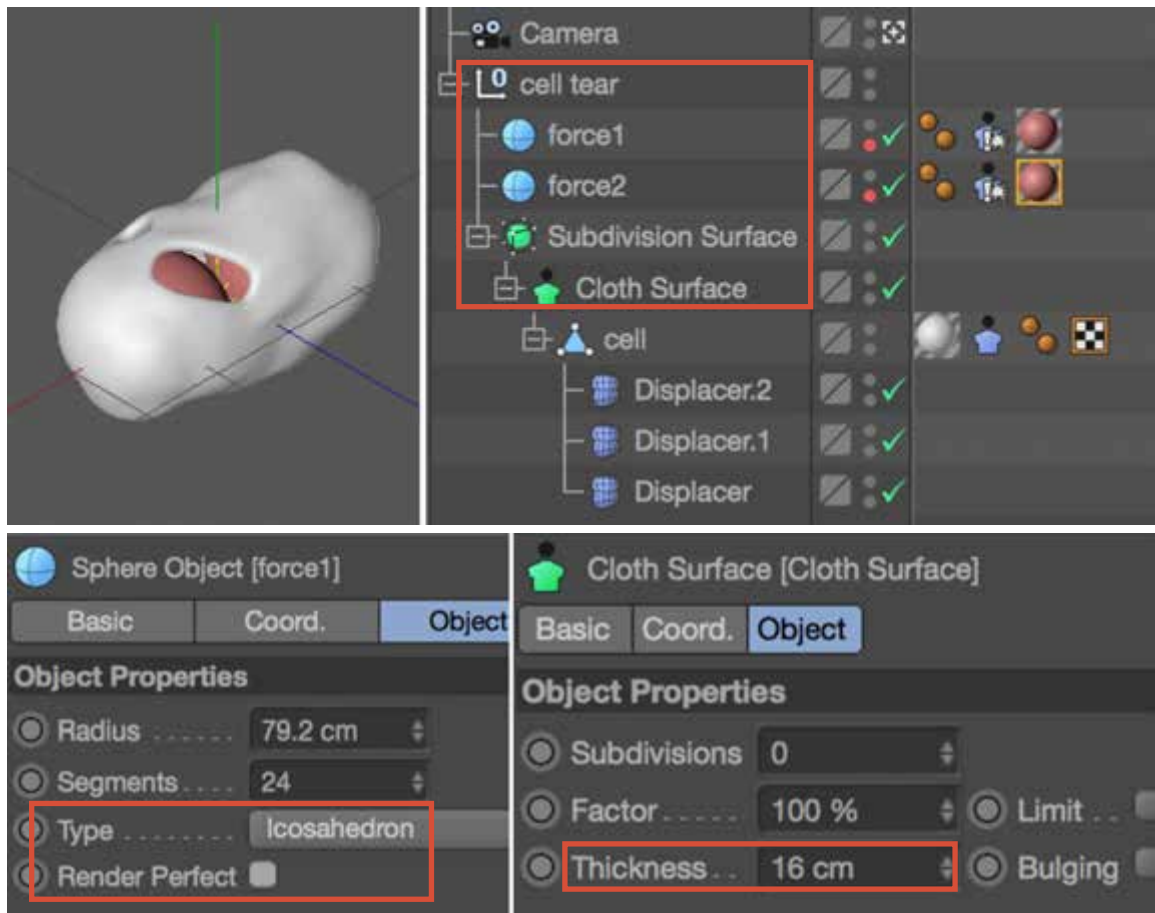 Camera
0 cell tear
force1
force2
Subdivision Surface
Cloth Surface
cell
Displacer.2
Displacer.1
Displacer
Sphere Object [force1]
Basic Coord. Object
Object Properties
Radius ...... 79.2 cm
Segments .... 24
Type ........ Icosahedron
Render Perfect
Cloth Surface [Cloth Surface]
Basic Coord. Object
Object Properties
Subdivisions 0
Factor ..... 100 % Limit ..
Thickness .. 16 cm Bulging